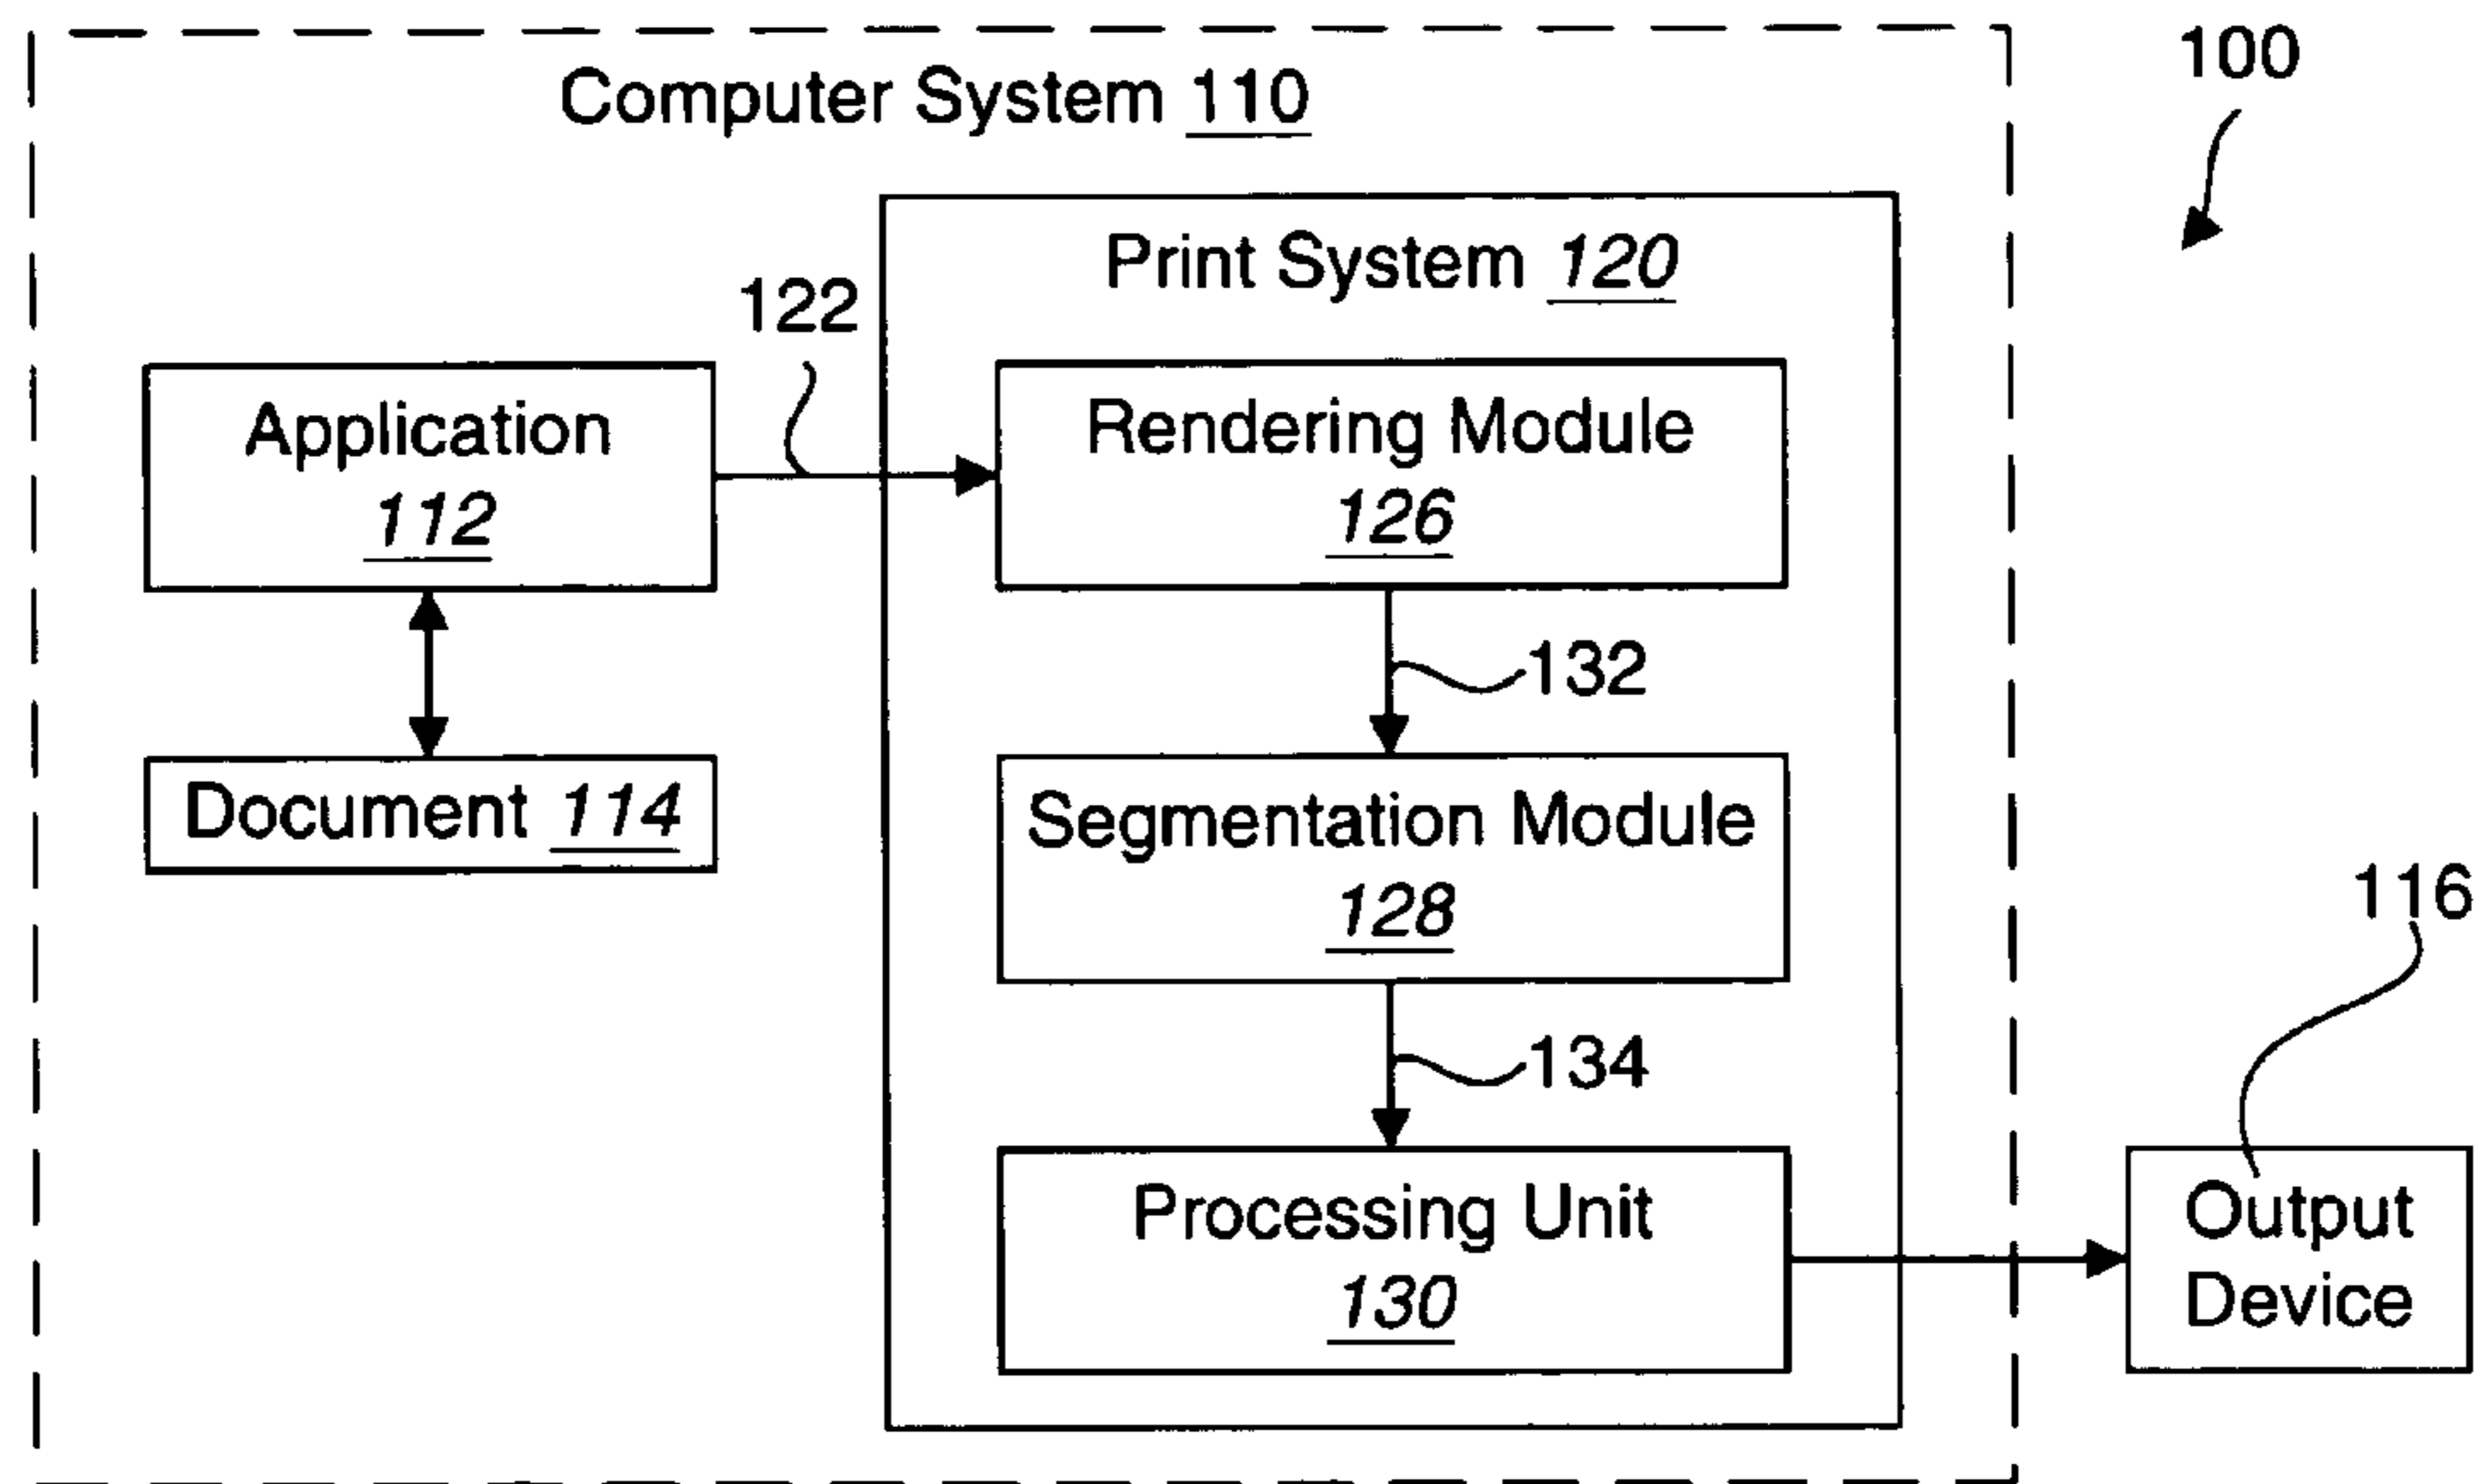 100
Computer System 110
Print System 120
122
Application
112
Rendering Module
126
132
Document 114
Segmentation Module
128
116
134
Processing Unit
130
Output
Device